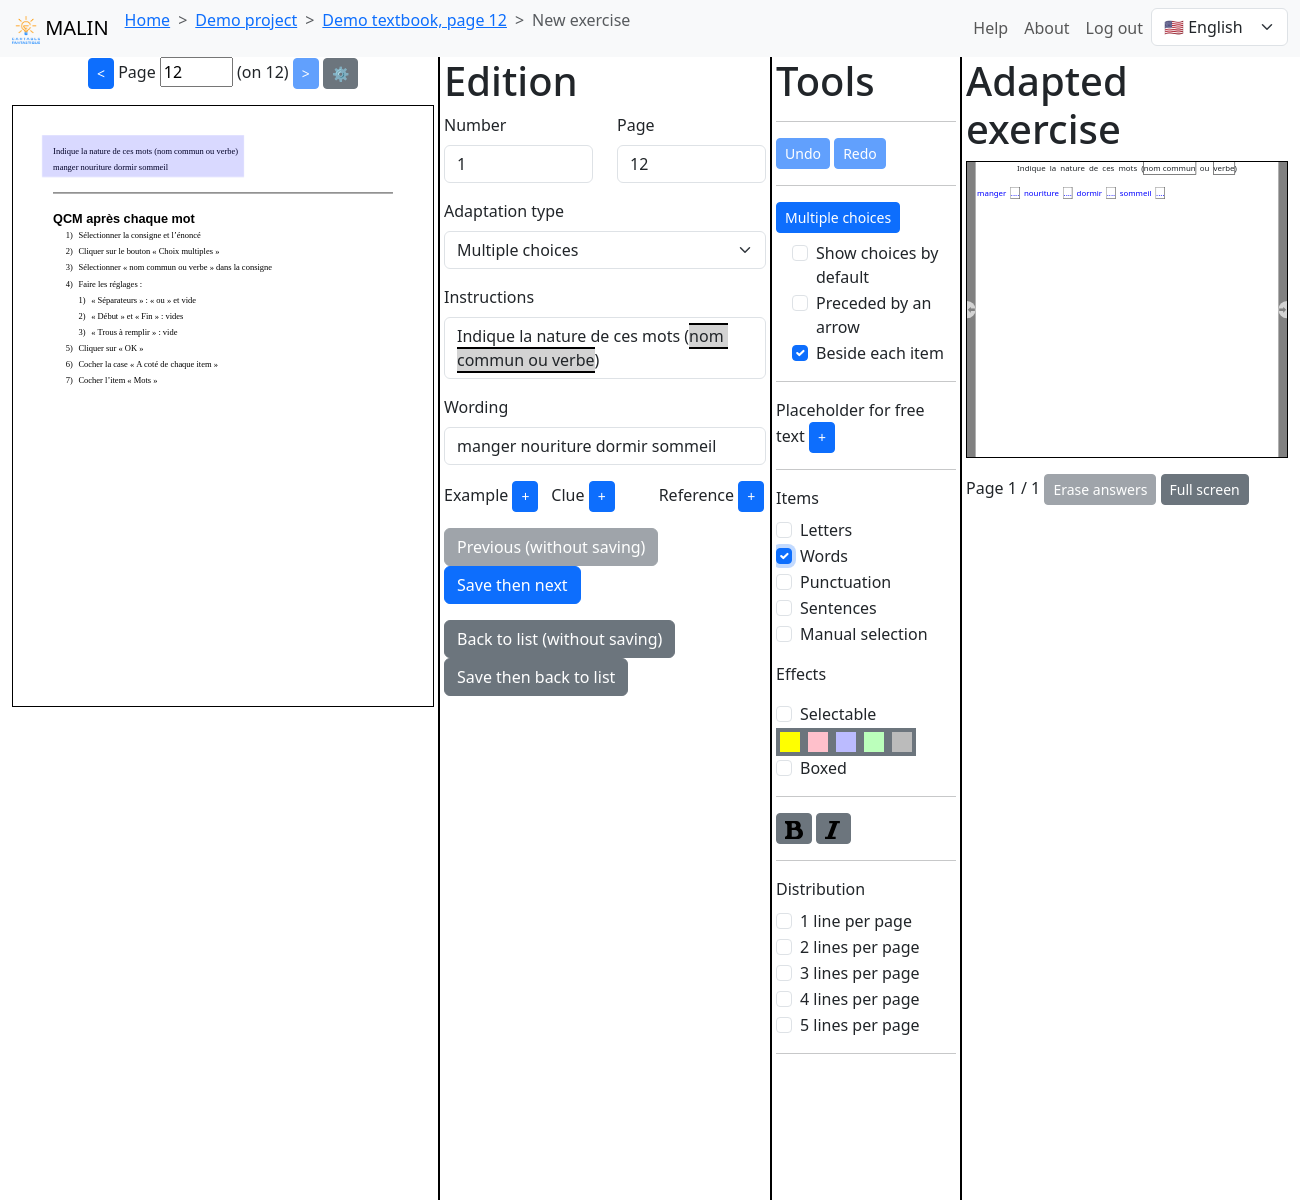 MALIN
Home > Demo project > Demo textbook, page 12 > New exercise
Help About Log out 🇺🇸 English
< Page 12 (on 12) > ⚙️
Indique la nature de ces mots (nom commun ou verbe)
manger nouriture dormir sommeil
QCM après chaque mot
1) Sélectionner la consigne et l’énoncé
2) Cliquer sur le bouton « Choix multiples »
3) Sélectionner « nom commun ou verbe » dans la consigne
4) Faire les réglages :
1) « Séparateurs » : « ou » et vide
2) « Début » et « Fin » : vides
3) « Trous à remplir » : vide
5) Cliquer sur « OK »
6) Cocher la case « A coté de chaque item »
7) Cocher l’item « Mots »
Edition
Number Page
1 12
Adaptation type
Multiple choices
Instructions
Indique la nature de ces mots (nom
commun ou verbe)
Wording
manger nouriture dormir sommeil
Example + Clue + Reference +
Previous (without saving)
Save then next
Back to list (without saving)
Save then back to list
Tools
Undo Redo
Multiple choices
Show choices by
default
Preceded by an
arrow
Beside each item
Placeholder for free
text +
Items
Letters
Words
Punctuation
Sentences
Manual selection
Effects
Selectable
Boxed
B I
Distribution
1 line per page
2 lines per page
3 lines per page
4 lines per page
5 lines per page
Adapted
exercise
Indique la nature de ces mots (nom commun ou verbe)
manger .... nouriture .... dormir .... sommeil ....
Page 1 / 1 Erase answers Full screen